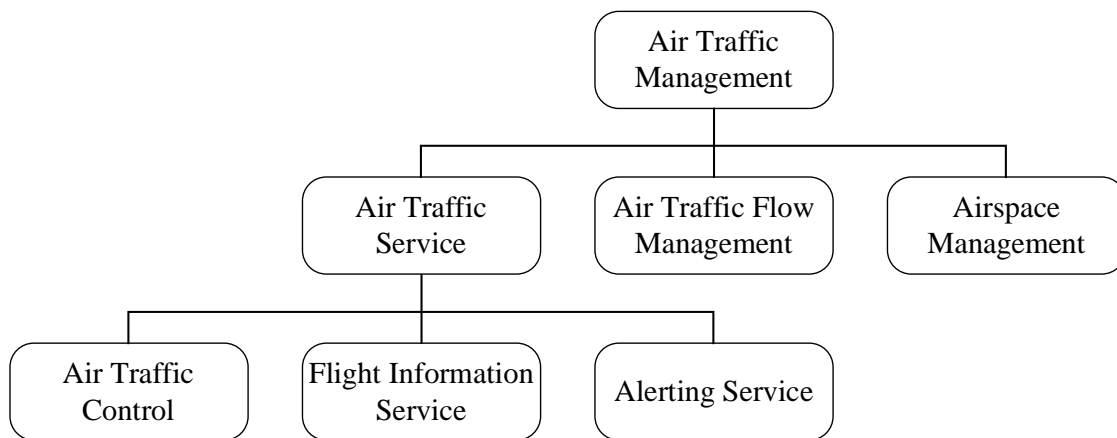 Air Traffic
Management
Air Traffic
Service
Air Traffic Flow
Management
Airspace
Management
Air Traffic
Control
Flight Information
Service
Alerting Service